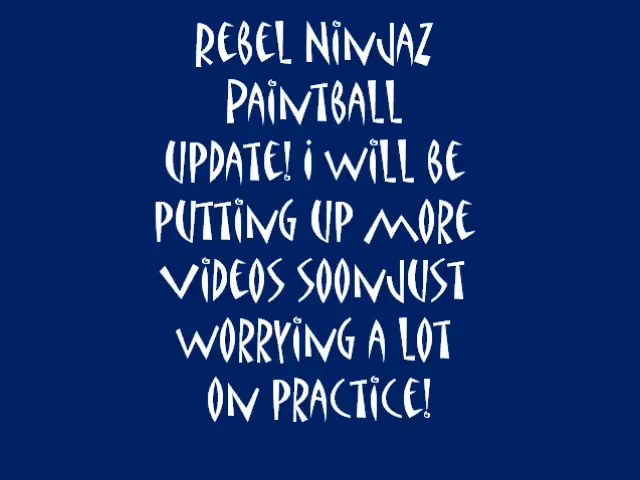 REBEL NINJAZ
PAINTBALL
UPDATE! I WILL BE
PUTTING UP MORE
VIDEOS SOONJUST
WORRYING A LOT
ON PRACTICE!